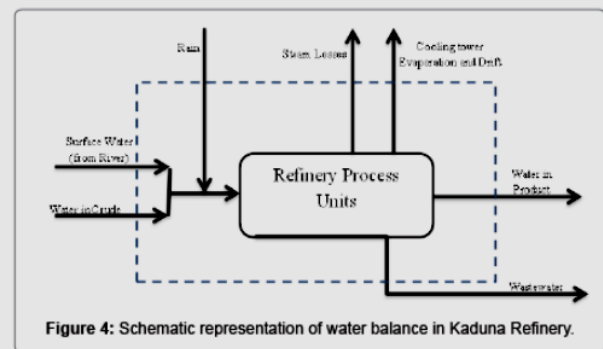 Rain
Steam Losses
Cooling tower
Evaporation and Drift
Surface Water
(from River)
Refinery Process
Units
Water in
Product
Water in Crude
Wastewater
Figure 4: Schematic representation of water balance in Kaduna Refinery.